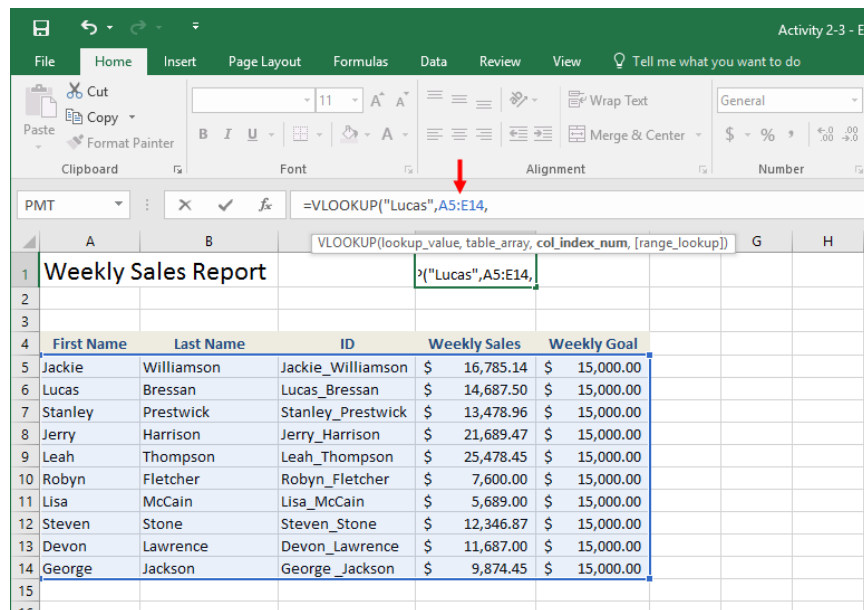 Activity 2-3 - E
File Home Insert Page Layout Formulas Data Review View Tell me what you want to do
Cut
Copy
Format Painter
Paste
Clipboard
11 A A
B I U A
Font
Wrap Text
Merge & Center
Alignment
General
$ % , .0 .00 .00 .0
Number
PMT fx =VLOOKUP("Lucas",A5:E14,
VLOOKUP(lookup_value, table_array, col_index_num, [range_lookup])
A B G H
1 Weekly Sales Report P("Lucas",A5:E14,
2
3
4 First Name Last Name ID Weekly Sales Weekly Goal
5 Jackie Williamson Jackie_Williamson $ 16,785.14 $ 15,000.00
6 Lucas Bressan Lucas_Bressan $ 14,687.50 $ 15,000.00
7 Stanley Prestwick Stanley_Prestwick $ 13,478.96 $ 15,000.00
8 Jerry Harrison Jerry_Harrison $ 21,689.47 $ 15,000.00
9 Leah Thompson Leah_Thompson $ 25,478.45 $ 15,000.00
10 Robyn Fletcher Robyn_Fletcher $ 7,600.00 $ 15,000.00
11 Lisa McCain Lisa_McCain $ 5,689.00 $ 15,000.00
12 Steven Stone Steven_Stone $ 12,346.87 $ 15,000.00
13 Devon Lawrence Devon_Lawrence $ 11,687.00 $ 15,000.00
14 George Jackson George _Jackson $ 9,874.45 $ 15,000.00
15